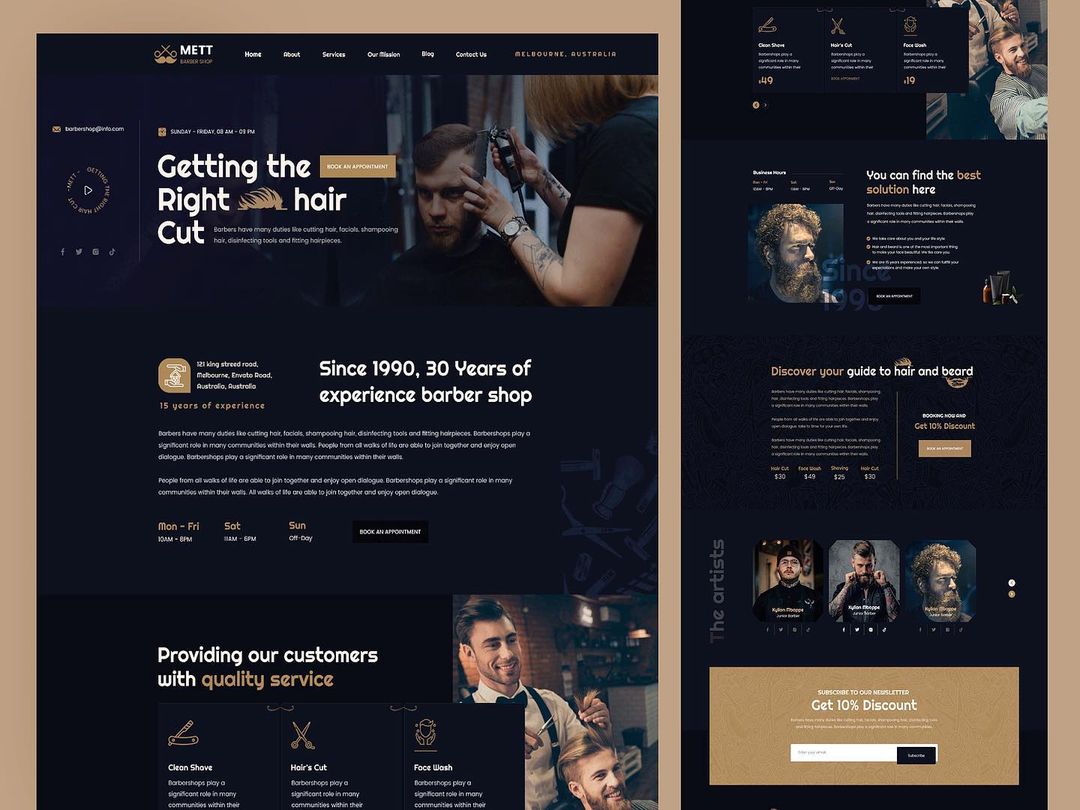 METT
BARBER SHOP
Home
About
Services
Our Mission
Blog
Contact Us
MELBOURNE, AUSTRALIA
barbershop@info.com
SUNDAY - FRIDAY, 08 AM - 09 PM
METT - GETTING THE RIGHT HAIR CUT
Getting the
BOOK AN APPOINTMENT
Right hair
Cut
Barbers have many duties like cutting hair, facials, shampooing
hair, disinfecting tools and fitting hairpieces.
121 king streed road,
Melbourne, Envato Road,
Australia, Australia
15 years of experience
Since 1990, 30 Years of
experience barber shop
Barbers have many duties like cutting hair, facials, shampooing hair, disinfecting tools and fitting hairpieces. Barbershops play a
significant role in many communities within their walls. People from all walks of life are able to join together and enjoy open
dialogue. Barbershops play a significant role in many communities within their walls.
People from all walks of life are able to join together and enjoy open dialogue. Barbershops play a significant role in many
communities within their walls. All walks of life are able to join together and enjoy open dialogue.
Mon - Fri
10AM - 8PM
Sat
11AM - 6PM
Sun
Off-Day
BOOK AN APPOINTMENT
Providing our customers
with quality service
Clean Shave
Barbershops play a
significant role in many
communities within their
Hair's Cut
Barbershops play a
significant role in many
communities within their
Face Wash
Barbershops play a
significant role in many
communities within their
Clean Shave
Barbershops play a
significant role in many
communities within their
$49
Hair's Cut
Barbershops play a
significant role in many
communities within their
BOOK APPOINMENT
Face Wash
Barbershops play a
significant role in many
communities within their
$19
Business Hours
Mon - Fri
10AM - 8PM
Sat
11AM - 6PM
Sun
Off-Day
Since
1990
You can find the best
solution here
Barbers have many duties like cutting hair, facials, shampooing
hair, disinfecting tools and fitting hairpieces. Barbershops play
a significant role in many communities within their walls.
We take care about you and your life style
Hair and beard is one of the most important thing
to make your face beautiful. We like care you.
We are 15 years experienced, so we can fulfill your
expectations and make your own style.
BOOK AN APPOINTMENT
Discover your guide to hair and beard
Barbers have many duties like cutting hair, facials, shampooing
hair, disinfecting tools and fitting hairpieces. Barbershops play
a significant role in many communities within their walls.
People from all walks of life are able to join together and enjoy
open dialogue. take to time for your own life.
Barbers have many duties like cutting hair, facials, shampooing
hair, disinfecting tools and fitting hairpieces. Barbershops play
a significant role in many communities within their walls.
Hair Cut
$30
Face Wash
$49
Shaving
$25
Hair Cut
$30
BOOKING NOW AND
Get 10% Discount
BOOK AN APPOINTMENT
The artists
Kylian Mbappe
Junior Barber
Kylian Mbappe
Junior Barber
Kylian Mbappe
Junior Barber
SUBSCRIBE TO OUR NEWSLETTER
Get 10% Discount
Barbers have many duties like cutting hair, facials, shampooing hair, disinfecting tools
and fitting hairpieces. Barbershops play a significant role in many communities.
Enter your email
Subscribe